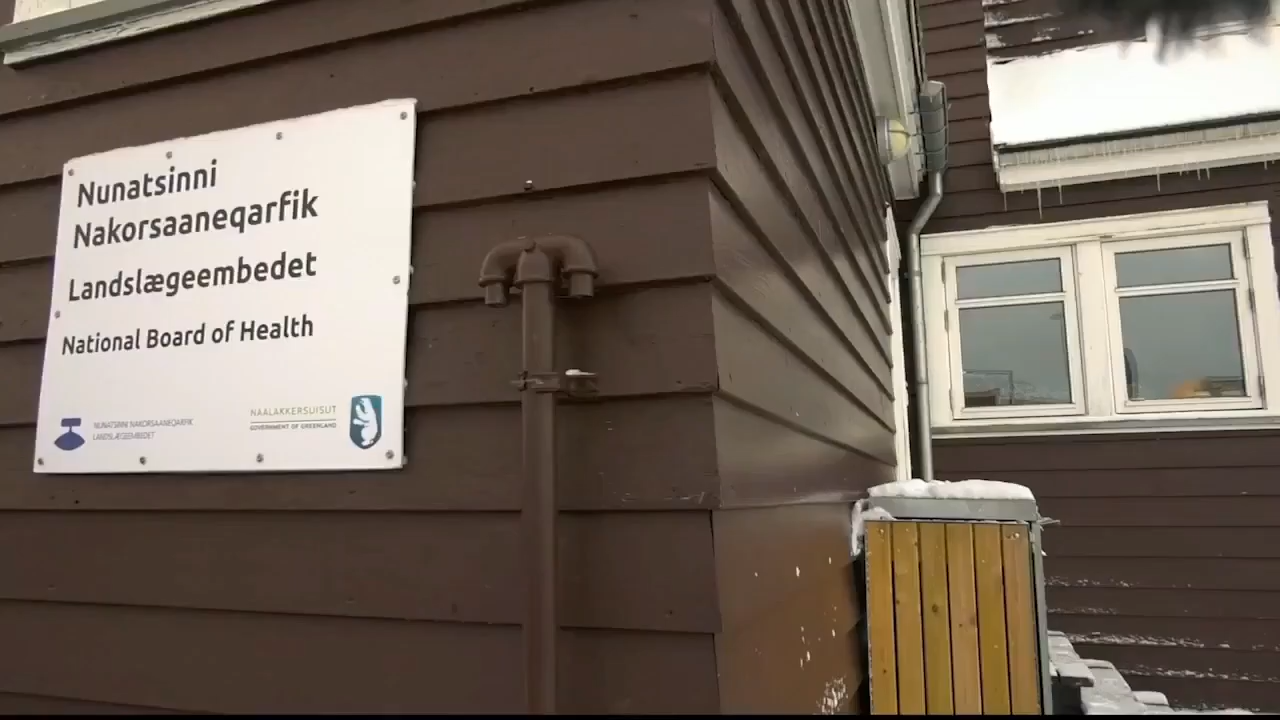 Nunatsinni
Nakorsaaneqarfik
Landslægeembedet
National Board of Health
NUNATSINNI NAKORSAANEQARFIK
LANDSLÆGEEMBEDET
NAALAKKERSUISUT
GOVERNMENT OF GREENLAND